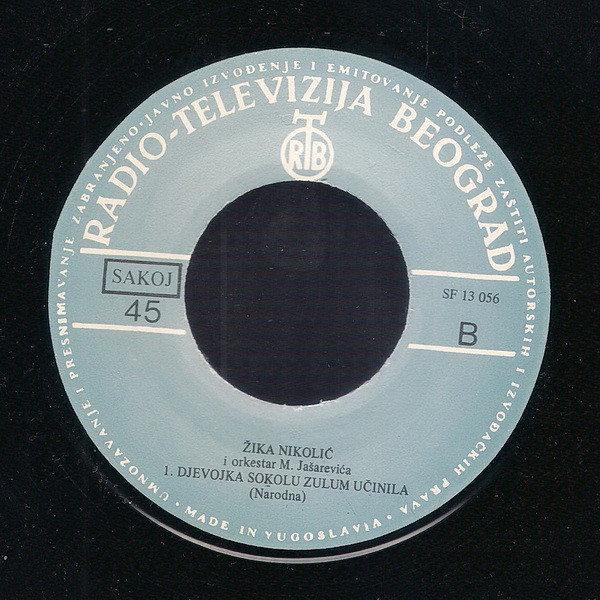 UMNOŽAVANJE I PRESNIMAVANJE ZABRANJENO · JAVNO IZVOĐENJE I EMITOVANJE PODLEŽE ZAŠTITI AUTORSKIH I IZVOĐAČKIH PRAVA ·
RADIO-TELEVIZIJA BEOGRAD
RTB
SAKOJ
45
SF 13 056
B
ŽIKA NIKOLIĆ
i orkestar M. Jašarevića
1. DJEVOJKA SOKOLU ZULUM UČINILA
(Narodna)
· MADE IN YUGOSLAVIA ·